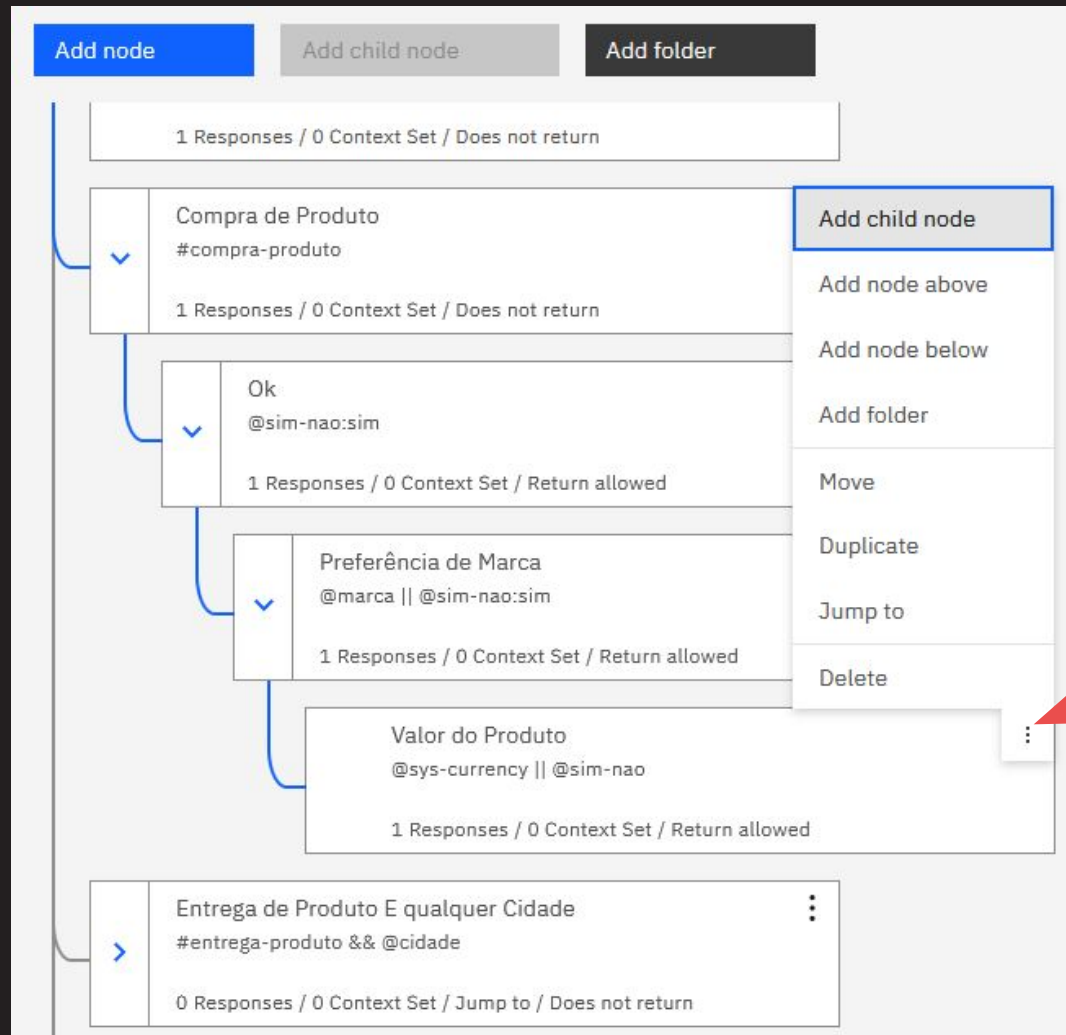 Add node
Add child node
Add folder
1 Responses / 0 Context Set / Does not return
Compra de Produto
#compra-produto
1 Responses / 0 Context Set / Does not return
Ok
@sim-nao:sim
1 Responses / 0 Context Set / Return allowed
Preferência de Marca
@marca || @sim-nao:sim
1 Responses / 0 Context Set / Return allowed
Valor do Produto
@sys-currency || @sim-nao
1 Responses / 0 Context Set / Return allowed
Entrega de Produto E qualquer Cidade
#entrega-produto && @cidade
0 Responses / 0 Context Set / Jump to / Does not return
Add child node
Add node above
Add node below
Add folder
Move
Duplicate
Jump to
Delete